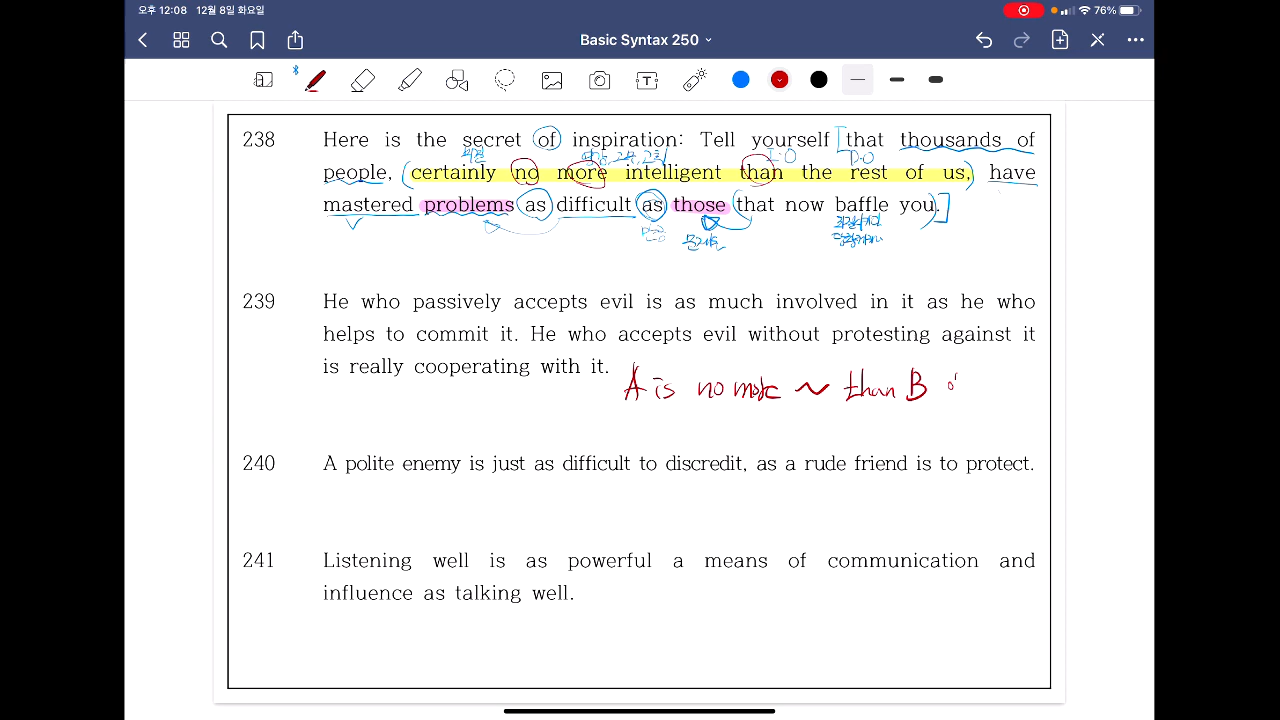 오후 12:08 12월 8일 화요일
76%
Basic Syntax 250
238 Here is the secret of inspiration: Tell yourself [that thousands of
I·O D·O
people, (certainly no more intelligent than the rest of us,) have
mastered problems as difficult as those (that now baffle you.)]
V
239 He who passively accepts evil is as much involved in it as he who
helps to commit it. He who accepts evil without protesting against it
is really cooperating with it.
A is no more ~ than B
240 A polite enemy is just as difficult to discredit, as a rude friend is to protect.
241 Listening well is as powerful a means of communication and
influence as talking well.